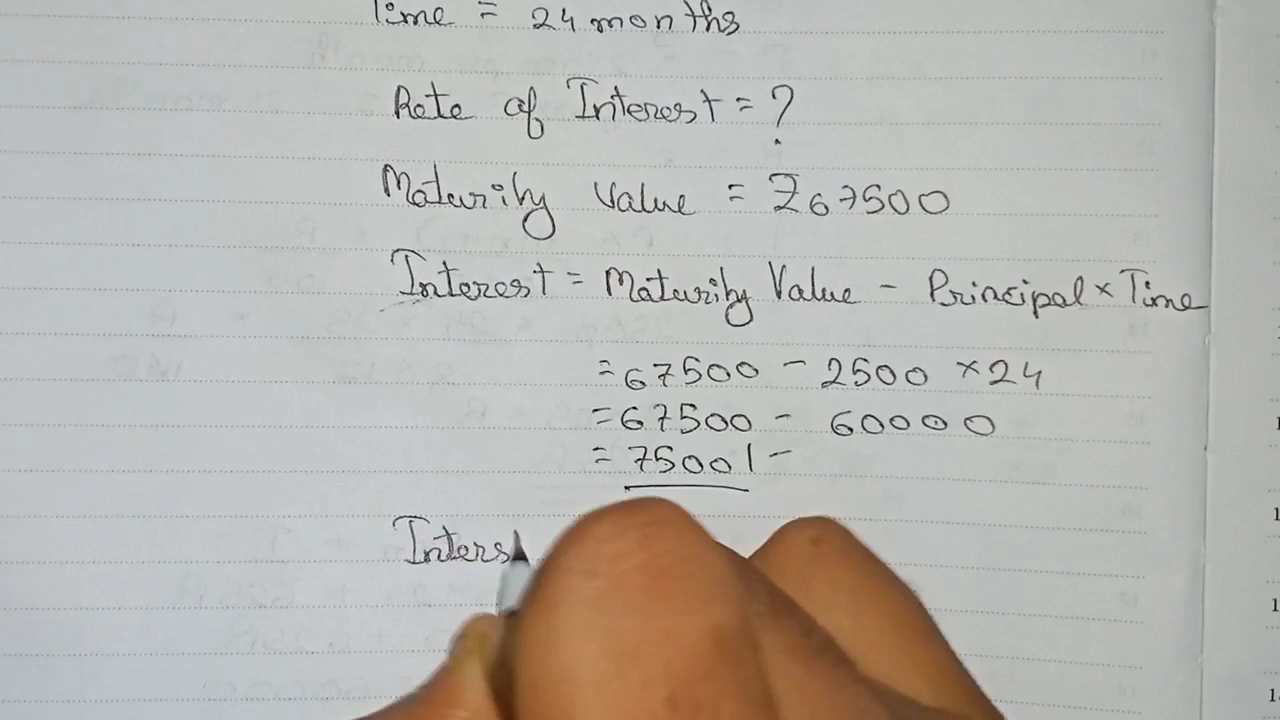 Time = 24 months
Rate of Interest = ?
Maturity Value = ₹67500
Interest = Maturity Value - Principal × Time
= 67500 - 2500 × 24
= 67500 - 60000
= 7500/-
Inters